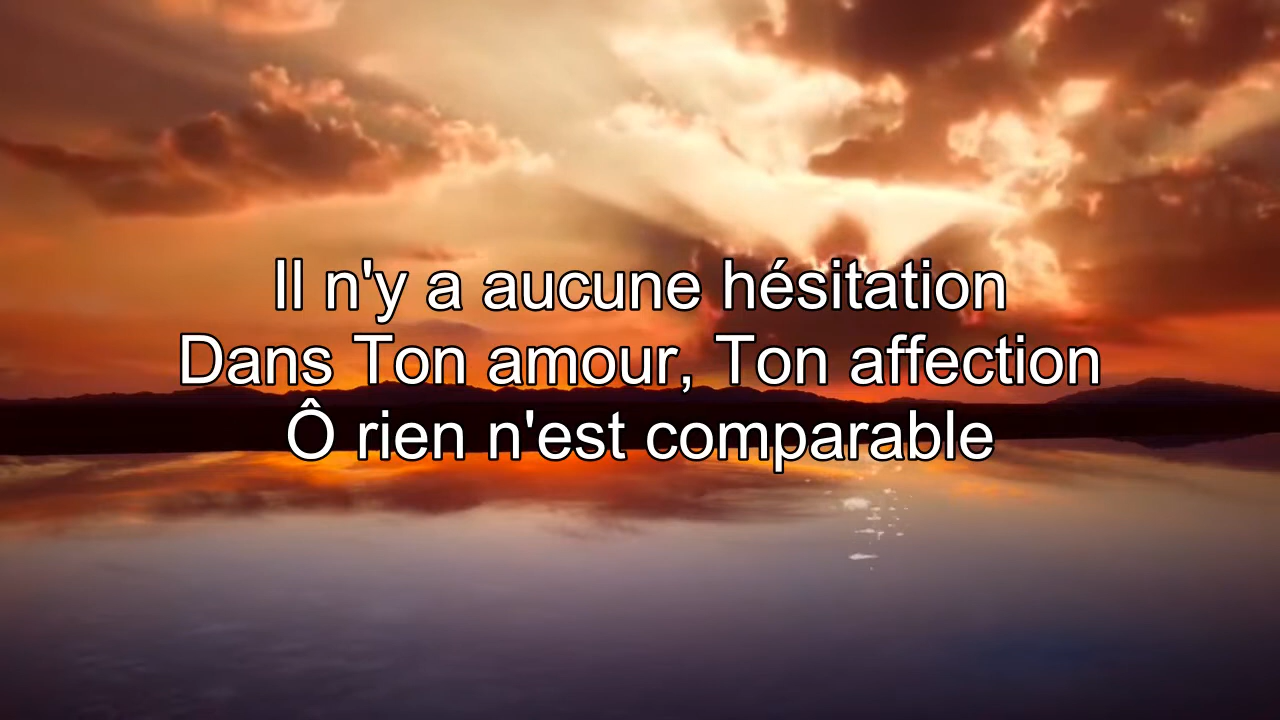 Il n'y a aucune hésitation
Dans Ton amour, Ton affection
Ô rien n'est comparable